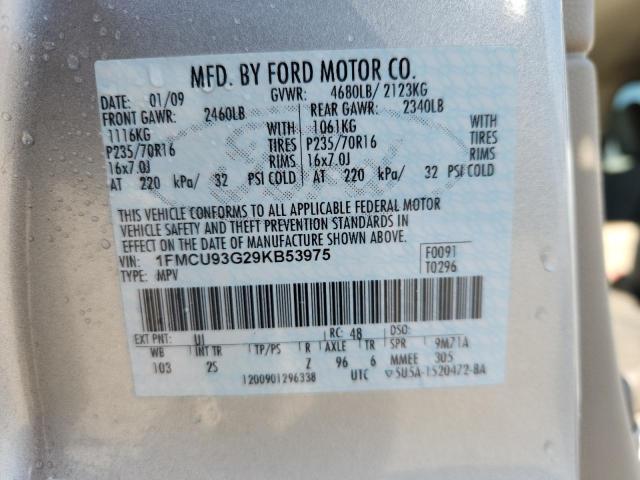 MFD. BY FORD MOTOR CO.
DATE: 01/09 GVWR: 4680LB/ 2123KG
FRONT GAWR: 2460LB REAR GAWR: 2340LB
1116KG WITH 1061KG WITH
P235/70R16 TIRES P235/70R16 TIRES
16x7.0J RIMS 16x7.0J RIMS
AT 220 kPa/ 32 PSI COLD AT 220 kPa/ 32 PSI COLD
THIS VEHICLE CONFORMS TO ALL APPLICABLE FEDERAL MOTOR
VEHICLE SAFETY AND THEFT PREVENTION STANDARDS IN
EFFECT ON THE DATE OF MANUFACTURE SHOWN ABOVE.
VIN: 1FMCU93G29KB53975 F0091
TYPE: MPV T0296
EXT PNT: UI RC: 48 DSO:
WB INT TR TP/PS R AXLE TR SPR 9M71A
103 2S Z 96 6 MMEE 305
1200901296338 UTC 5U5A-1520472-BA